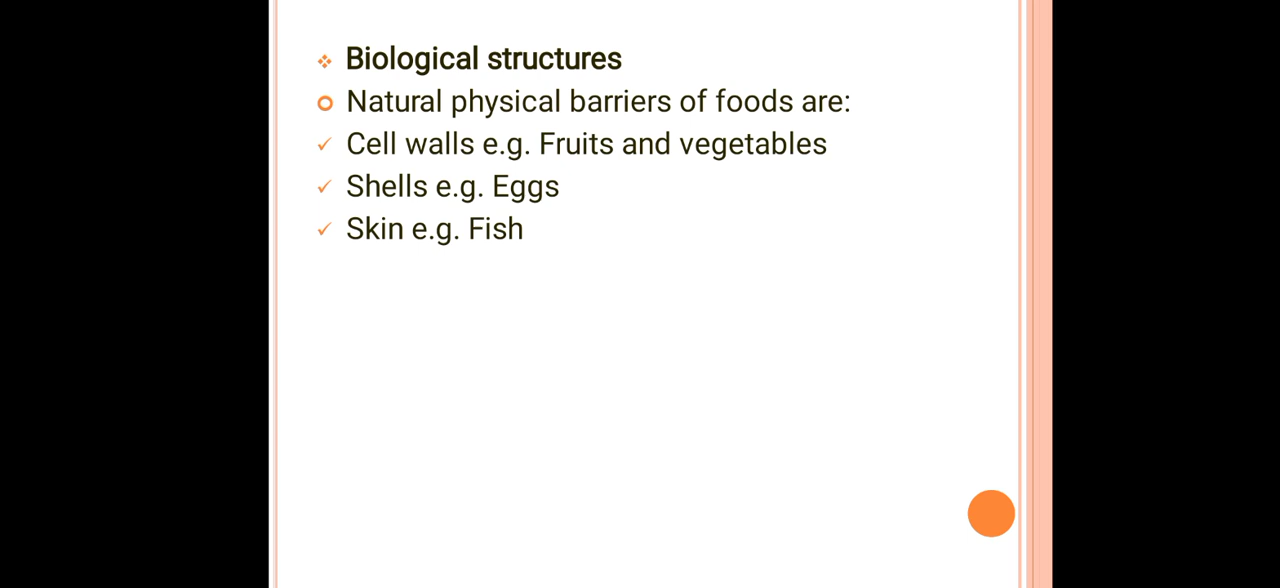 Biological structures
Natural physical barriers of foods are:
Cell walls e.g. Fruits and vegetables
Shells e.g. Eggs
Skin e.g. Fish